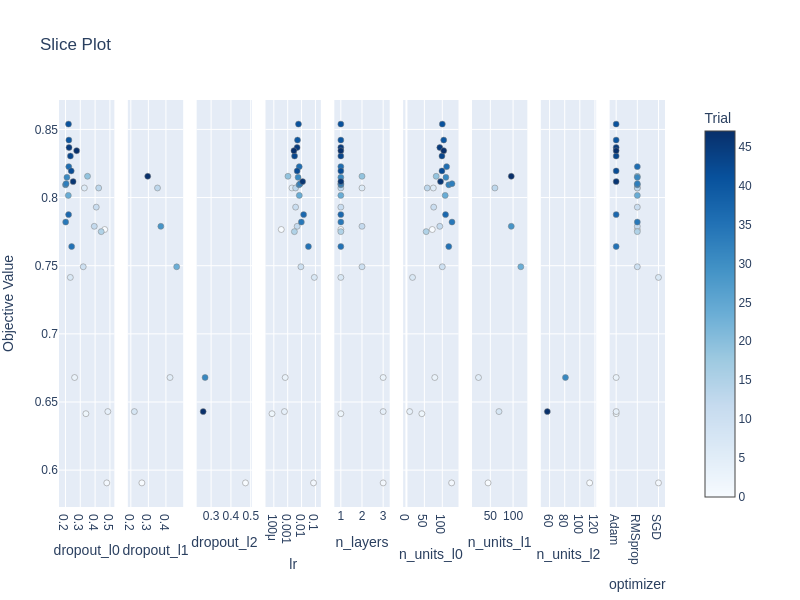 Slice Plot
Trial
Objective Value
0.85
0.8
0.75
0.7
0.65
0.6
0.2 0.3 0.4 0.5
dropout_l0
0.2 0.3 0.4
dropout_l1
0.3 0.4 0.5
dropout_l2
100μ 0.001 0.01 0.1
lr
1 2 3
n_layers
0 50 100
n_units_l0
50 100
n_units_l1
60 80 100 120
n_units_l2
Adam RMSprop SGD
optimizer
45
40
35
30
25
20
15
10
5
0